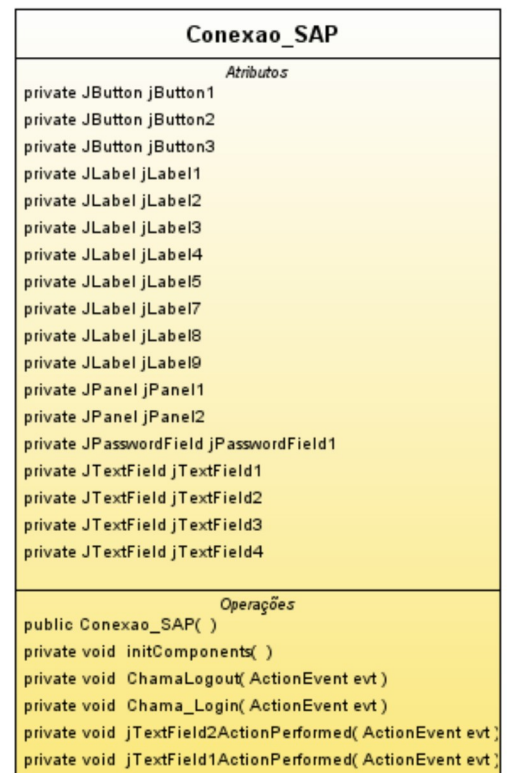 Conexao_SAP
Atributos
private JButton jButton1
private JButton jButton2
private JButton jButton3
private JLabel jLabel1
private JLabel jLabel2
private JLabel jLabel3
private JLabel jLabel4
private JLabel jLabel5
private JLabel jLabel7
private JLabel jLabel8
private JLabel jLabel9
private JPanel jPanel1
private JPanel jPanel2
private JPasswordField jPasswordField1
private JTextField jTextField1
private JTextField jTextField2
private JTextField jTextField3
private JTextField jTextField4
Operações
public Conexao_SAP( )
private void initComponents( )
private void ChamaLogout( ActionEvent evt )
private void Chama_Login( ActionEvent evt )
private void jTextField2ActionPerformed( ActionEvent evt )
private void jTextField1ActionPerformed( ActionEvent evt )